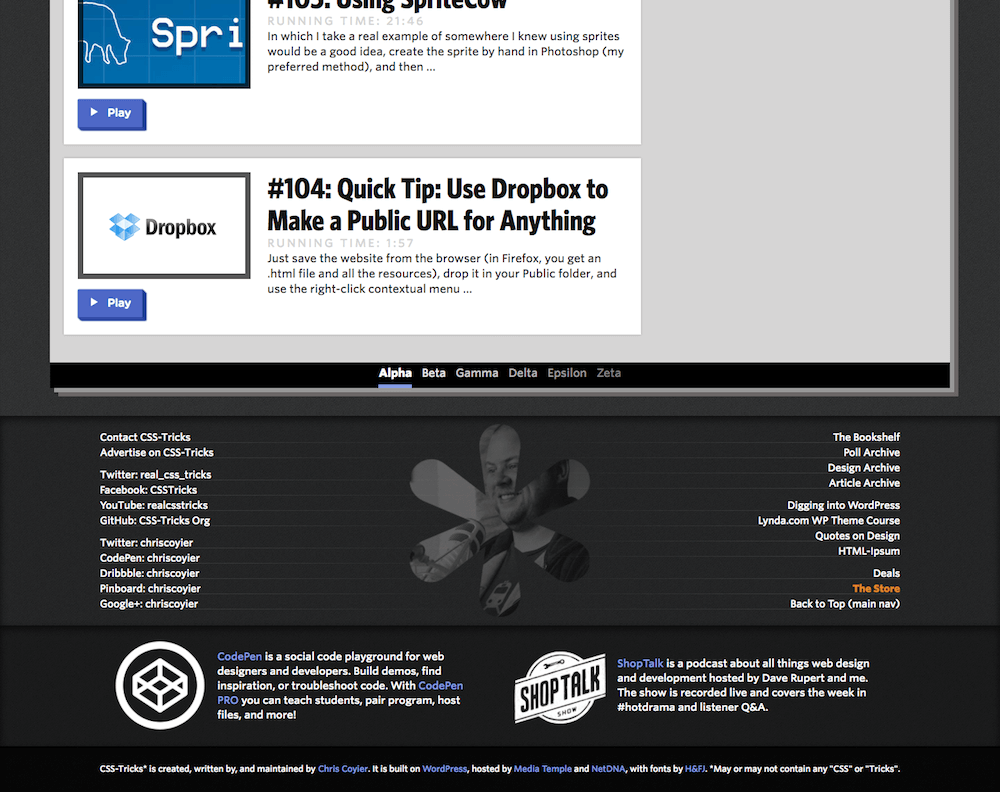 #105: Using SpriteCow
RUNNING TIME: 21:46
Spri
In which I take a real example of somewhere I knew using sprites
would be a good idea, create the sprite by hand in Photoshop (my
preferred method), and then ...
Play
#104: Quick Tip: Use Dropbox to
Make a Public URL for Anything
Dropbox
RUNNING TIME: 1:57
Just save the website from the browser (in Firefox, you get an
.html file and all the resources), drop it in your Public folder, and
use the right-click contextual menu ...
Play
Alpha Beta Gamma Delta Epsilon Zeta
Contact CSS-Tricks
Advertise on CSS-Tricks
Twitter: real_css_tricks
Facebook: CSSTricks
YouTube: realcsstricks
GitHub: CSS-Tricks Org
Twitter: chriscoyier
CodePen: chriscoyier
Dribbble: chriscoyier
Pinboard: chriscoyier
Google+: chriscoyier
The Bookshelf
Poll Archive
Design Archive
Article Archive
Digging Into WordPress
Lynda.com WP Theme Course
Quotes on Design
HTML-Ipsum
Deals
The Store
Back to Top (main nav)
CodePen is a social code playground for web
designers and developers. Build demos, find
inspiration, or troubleshoot code. With CodePen
PRO you can teach students, pair program, host
files, and more!
SHOP TALK
SHOW
ShopTalk is a podcast about all things web design
and development hosted by Dave Rupert and me.
The show is recorded live and covers the week in
#hotdrama and listener Q&A.
CSS-Tricks* is created, written by, and maintained by Chris Coyier. It is built on WordPress, hosted by Media Temple and NetDNA, with fonts by H&FJ. *May or may not contain any "CSS" or "Tricks".